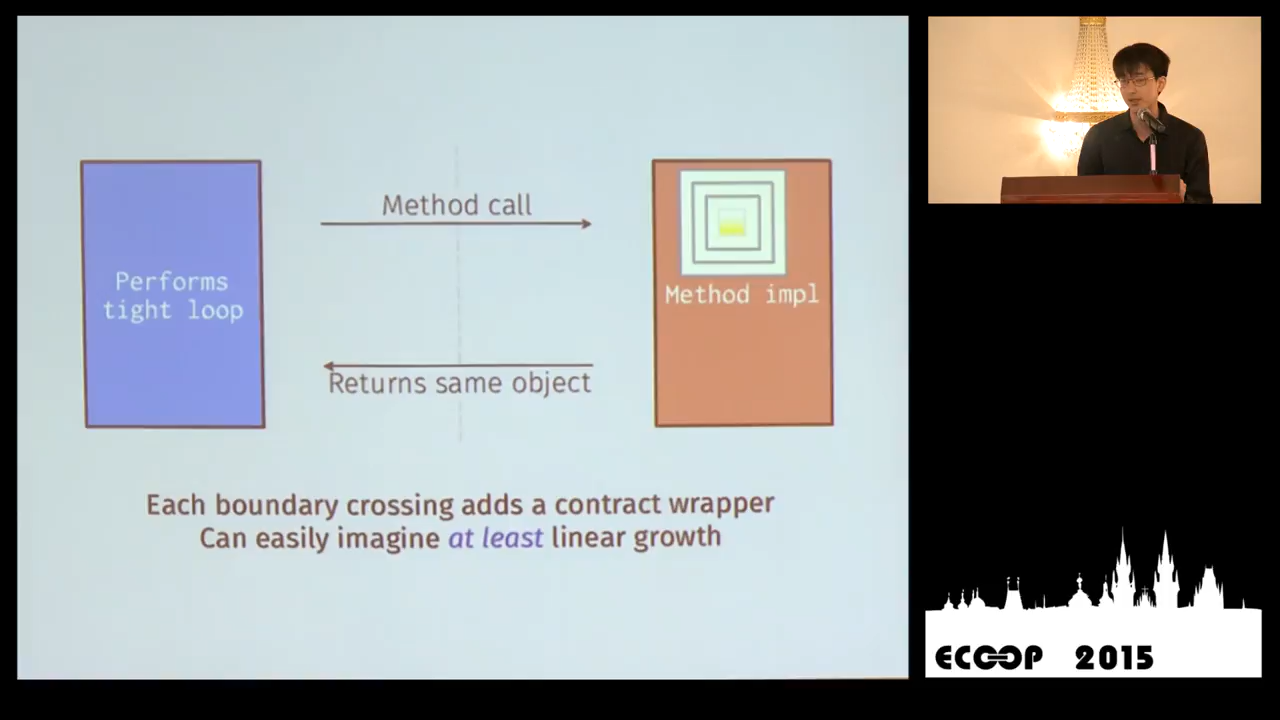 Method call
Performs
tight loop
Method impl
Returns same object
Each boundary crossing adds a contract wrapper
Can easily imagine at least linear growth
ECOOP 2015